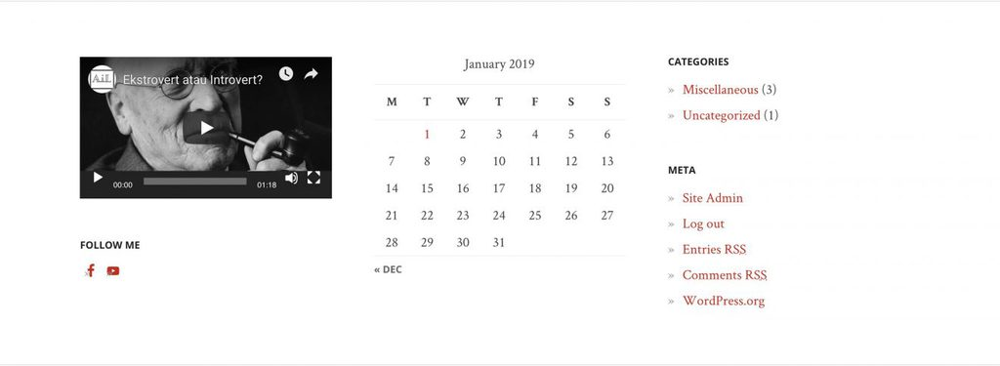 AiL
Ekstrovert atau Introvert?
00:00
01:18
FOLLOW ME
January 2019
M T W T F S S
1 2 3 4 5 6
7 8 9 10 11 12 13
14 15 16 17 18 19 20
21 22 23 24 25 26 27
28 29 30 31
« DEC
CATEGORIES
» Miscellaneous (3)
» Uncategorized (1)
META
» Site Admin
» Log out
» Entries RSS
» Comments RSS
» WordPress.org